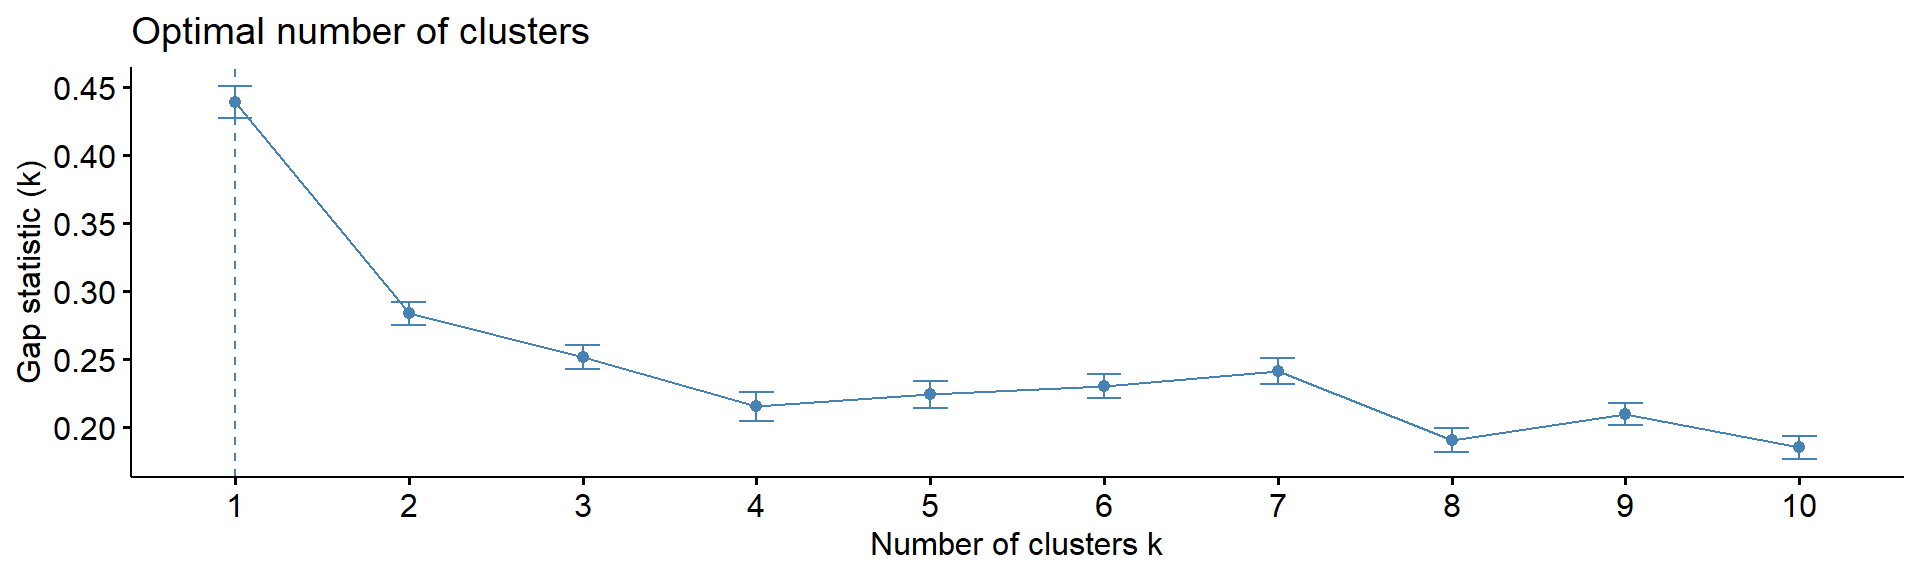 Optimal number of clusters
Gap statistic (k)
0.45
0.40
0.35
0.30
0.25
0.20
1 2 3 4 5 6 7 8 9 10
Number of clusters k